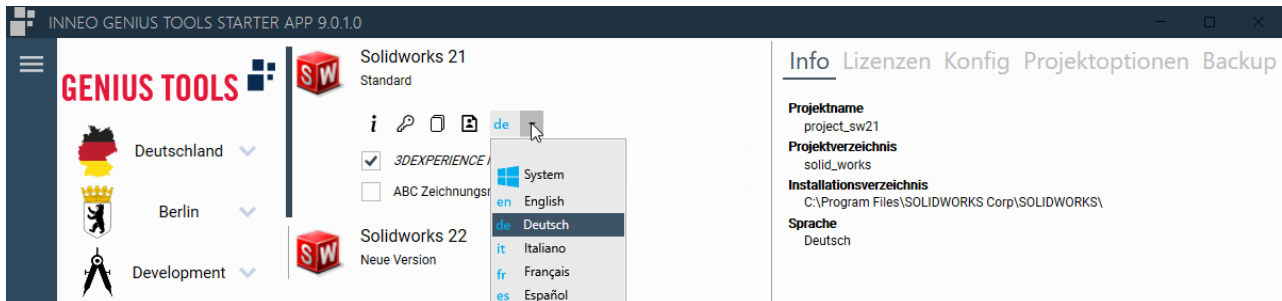 INNEO GENIUS TOOLS STARTER APP 9.0.1.0
GENIUS TOOLS
Deutschland
Berlin
Development
SW
Solidworks 21
Standard
i
de
3DEXPERIENCE
ABC Zeichnungsr
System
en English
de Deutsch
it Italiano
fr Français
es Español
SW
Solidworks 22
Neue Version
Info Lizenzen Konfig Projektoptionen Backup
Projektname
project_sw21
Projektverzeichnis
solid_works
Installationsverzeichnis
C:\Program Files\SOLIDWORKS Corp\SOLIDWORKS\
Sprache
Deutsch